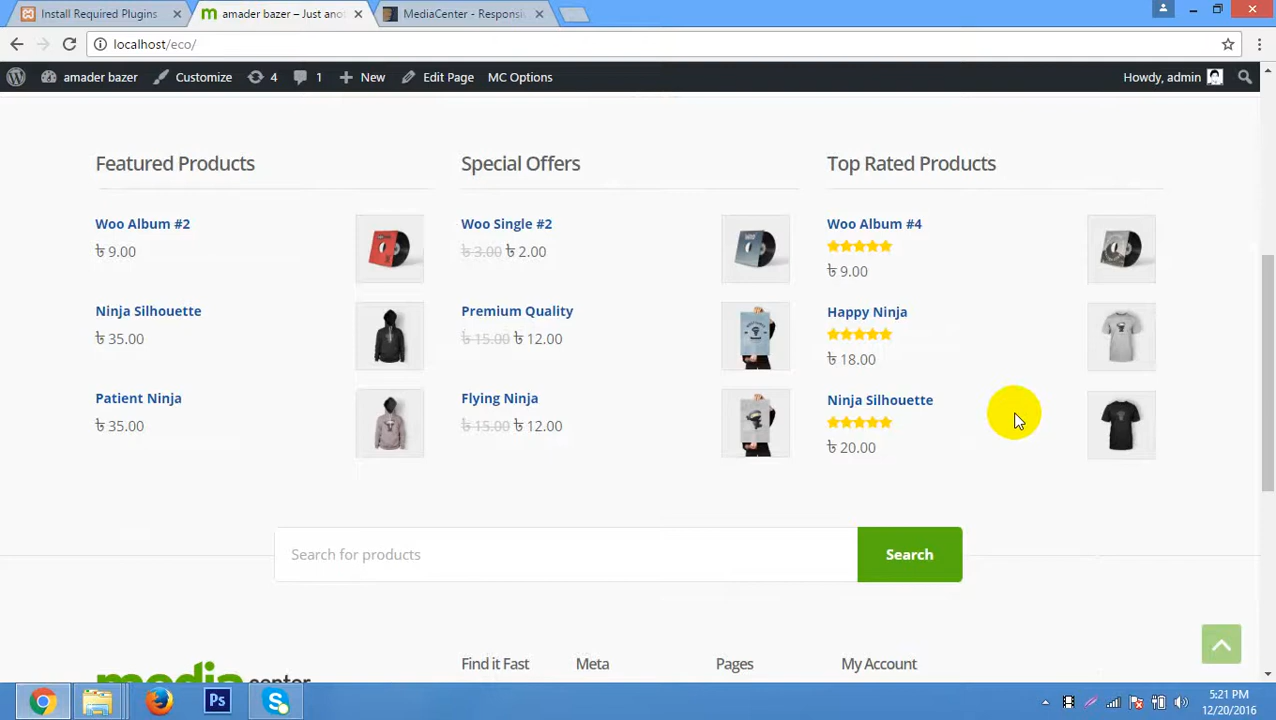 Install Required Plugins
amader bazer – Just ano
MediaCenter - Responsi
localhost/eco/
amader bazer
Customize
4
1
New
Edit Page
MC Options
Howdy, admin
Featured Products
Special Offers
Top Rated Products
Woo Album #2
৳ 9.00
Woo Single #2
৳ 3.00 ৳ 2.00
Woo Album #4
৳ 9.00
Ninja Silhouette
৳ 35.00
Premium Quality
৳ 15.00 ৳ 12.00
Happy Ninja
৳ 18.00
Patient Ninja
৳ 35.00
Flying Ninja
৳ 15.00 ৳ 12.00
Ninja Silhouette
৳ 20.00
Search for products
Search
media center
Find it Fast
Meta
Pages
My Account
Ps
5:21 PM
12/20/2016